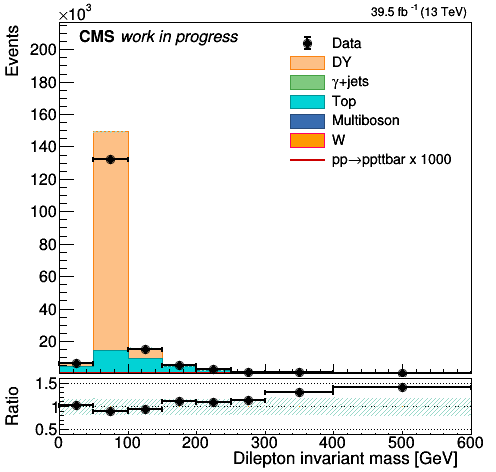 39.5 fb⁻¹ (13 TeV)
×10³
CMS work in progress
Events
200
180
160
140
120
100
80
60
40
20
Data
DY
γ+jets
Top
Multiboson
W
pp→ppttbar x 1000
Ratio
1.5
1
0.5
0 100 200 300 400 500 600
Dilepton invariant mass [GeV]